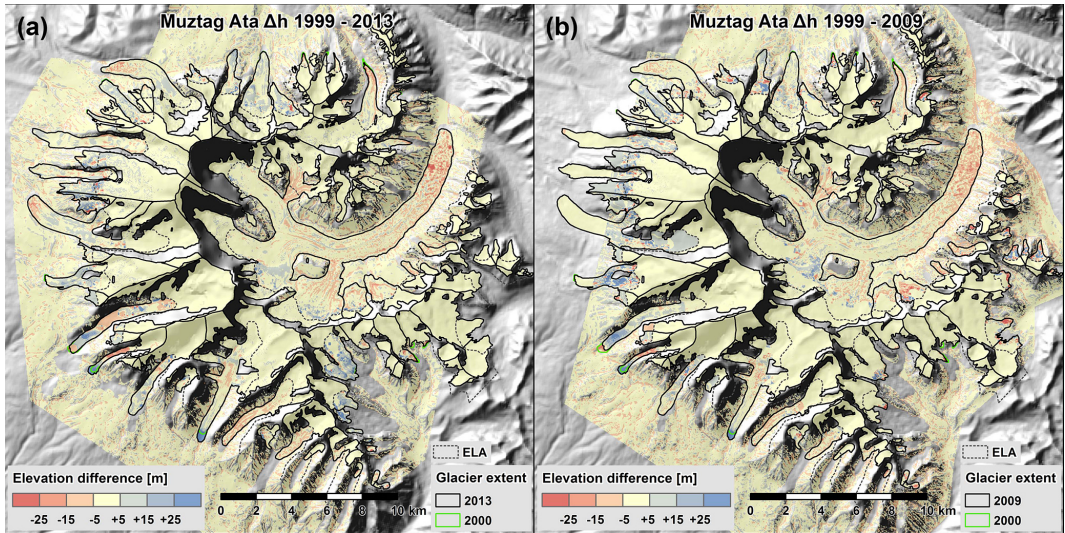 (a) Muztag Ata Δh 1999 - 2013
Elevation difference [m]
-25 -15 -5 +5 +15 +25
0 2 4 6 8 10 km
ELA
Glacier extent
2013
2000
(b) Muztag Ata Δh 1999 - 2009
Elevation difference [m]
-25 -15 -5 +5 +15 +25
0 2 4 6 8 10 km
ELA
Glacier extent
2009
2000